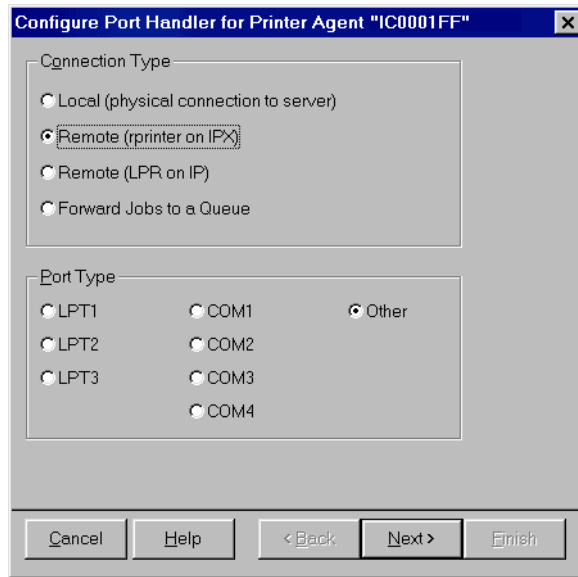 Configure Port Handler for Printer Agent "IC0001FF"
Connection Type
Local (physical connection to server)
Remote (rprinter on IPX)
Remote (LPR on IP)
Forward Jobs to a Queue
Port Type
LPT1 COM1 Other
LPT2 COM2
LPT3 COM3
COM4
Cancel Help < Back Next > Finish